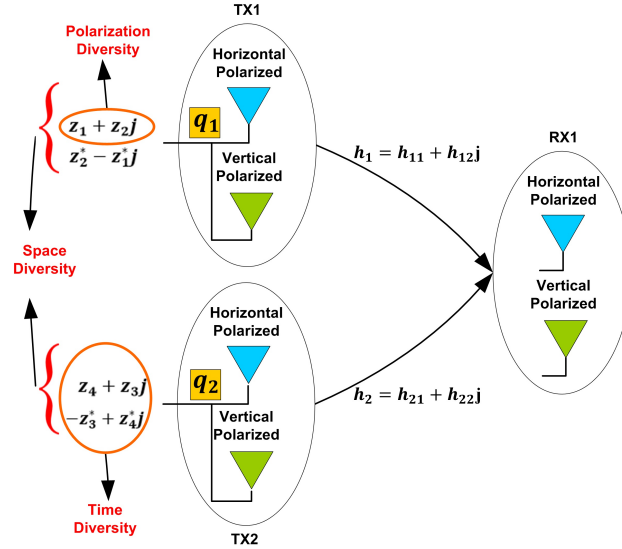 Polarization
Diversity
z₁ + z₂j
z₂* − z₁*j
Space
Diversity
z₄ + z₃j
−z₃* + z₄*j
Time
Diversity
TX1
Horizontal
Polarized
q₁
Vertical
Polarized
h₁ = h₁₁ + h₁₂j
Horizontal
Polarized
q₂
Vertical
Polarized
TX2
h₂ = h₂₁ + h₂₂j
RX1
Horizontal
Polarized
Vertical
Polarized